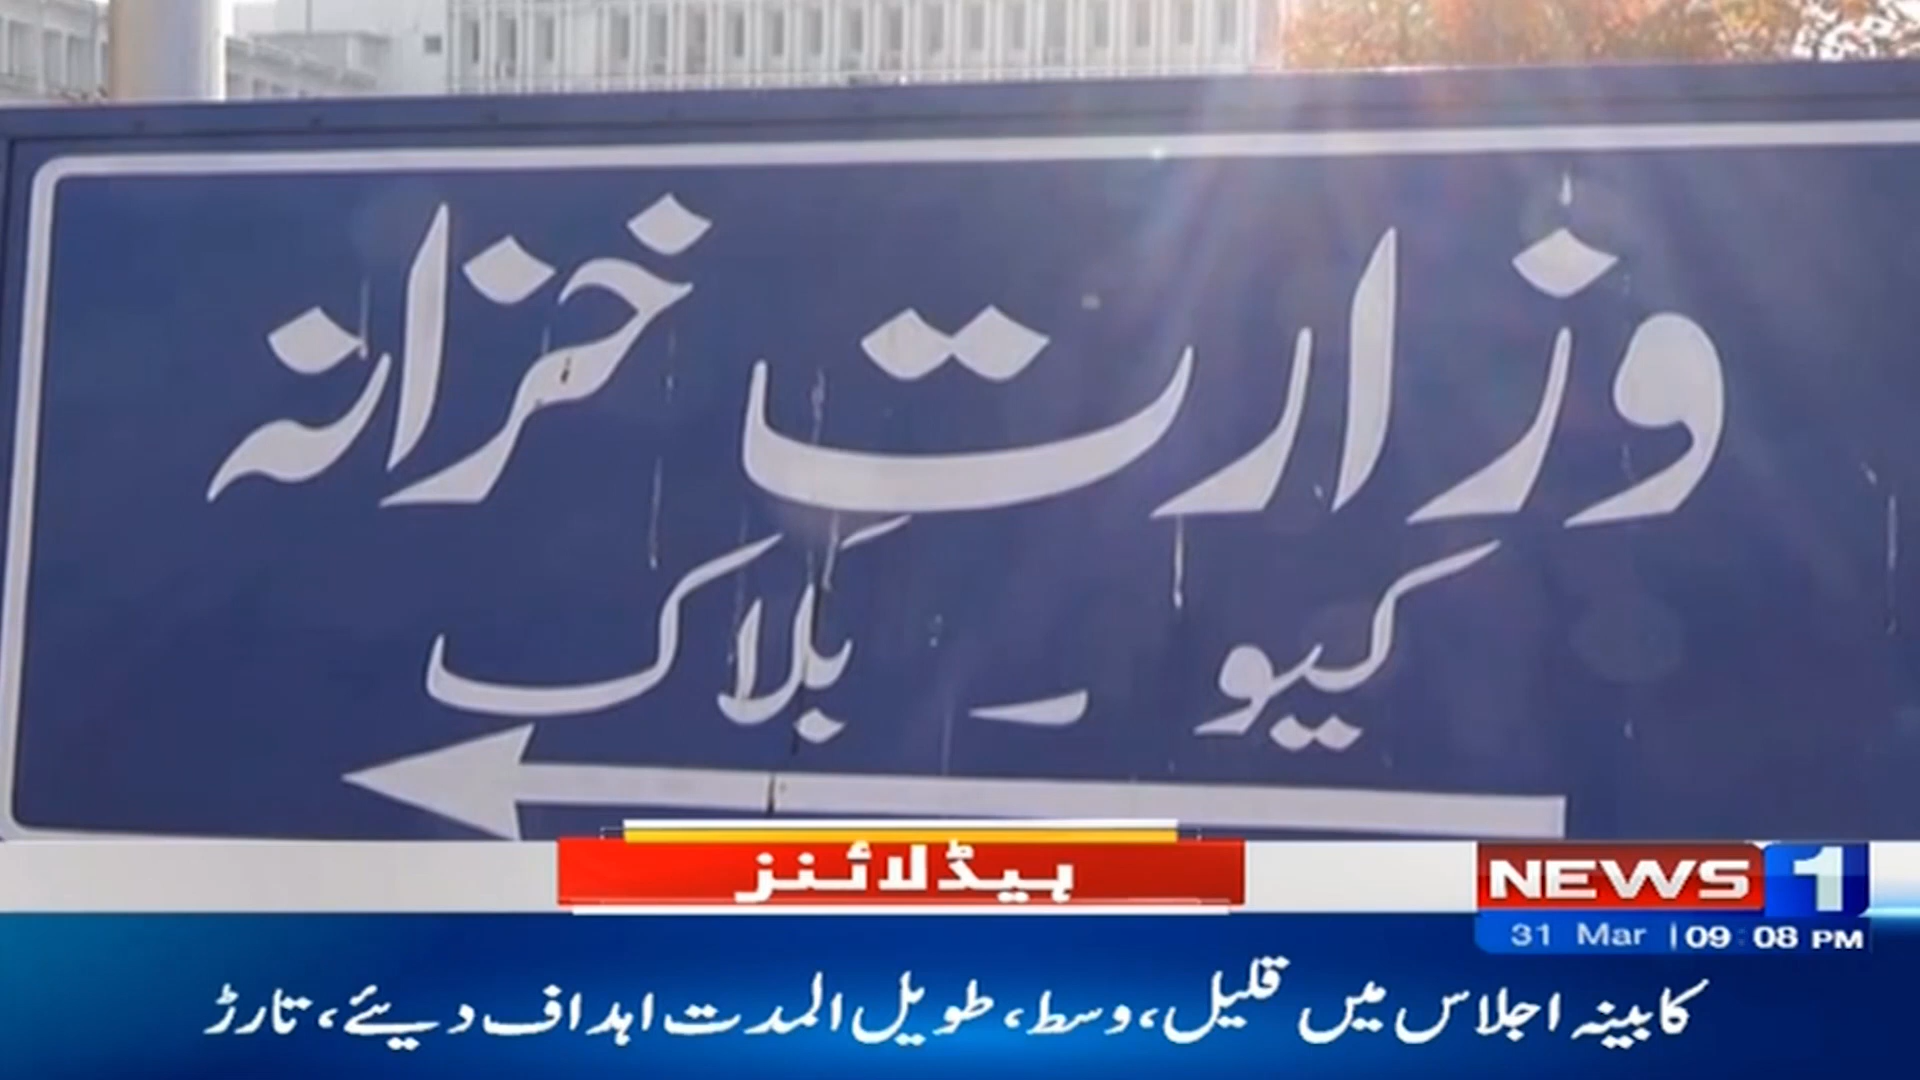 وزارتِ خزانہ
کیو - بلاک
ہیڈلائنز
NEWS 1
31 Mar 09:08 PM
کابینہ اجلاس میں قلیل، وسط، طویل المدت اہداف دیئے، تارڑ